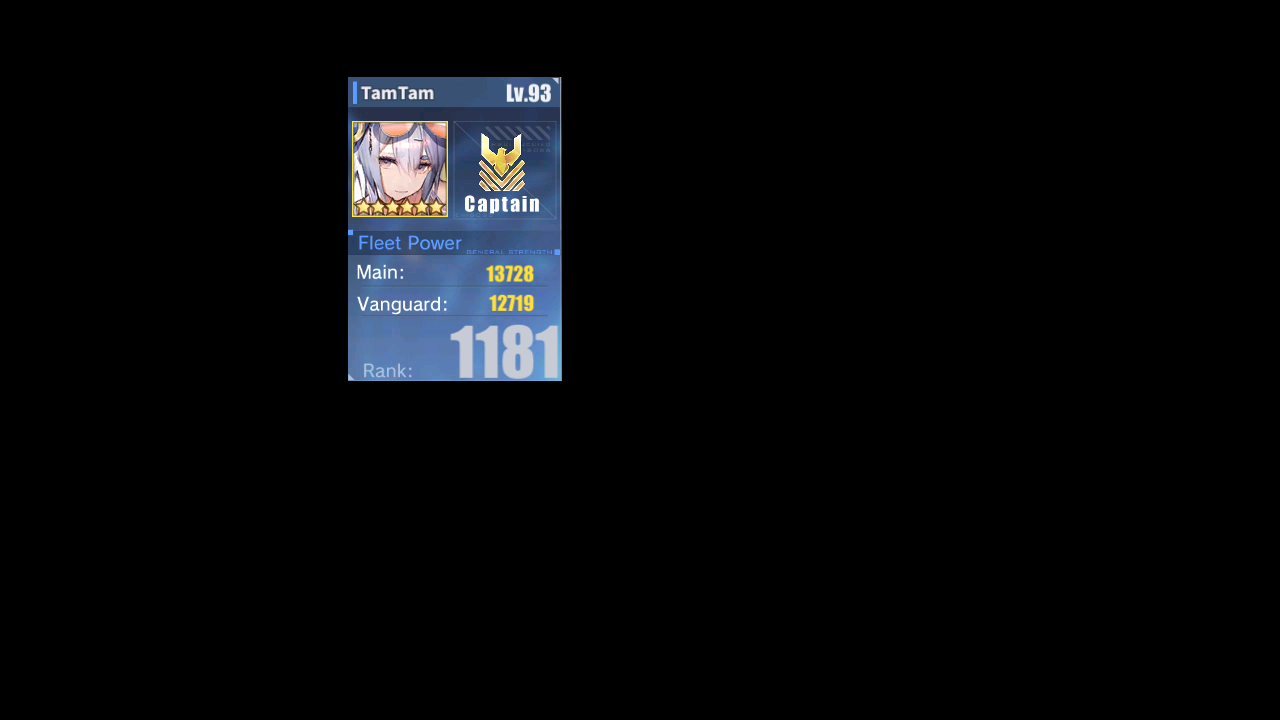 TamTam Lv.93
Captain
Fleet Power
GENERAL STRENGTH
Main: 13728
Vanguard: 12719
Rank: 1181